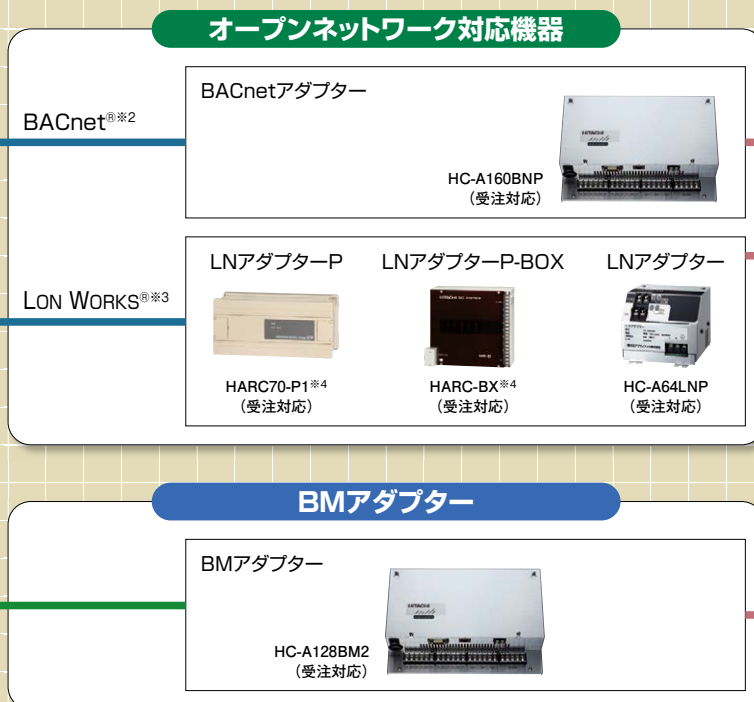 オープンネットワーク対応機器
BACnet®※2
BACnetアダプター
HITACHI
HC-A160BNP
(受注対応)
LON WORKS®※3
LNアダプターP
LNアダプターP-BOX
LNアダプター
HARC70-P1※4
(受注対応)
HARC-BX※4
(受注対応)
HC-A64LNP
(受注対応)
BMアダプター
BMアダプター
HITACHI
HC-A128BM2
(受注対応)